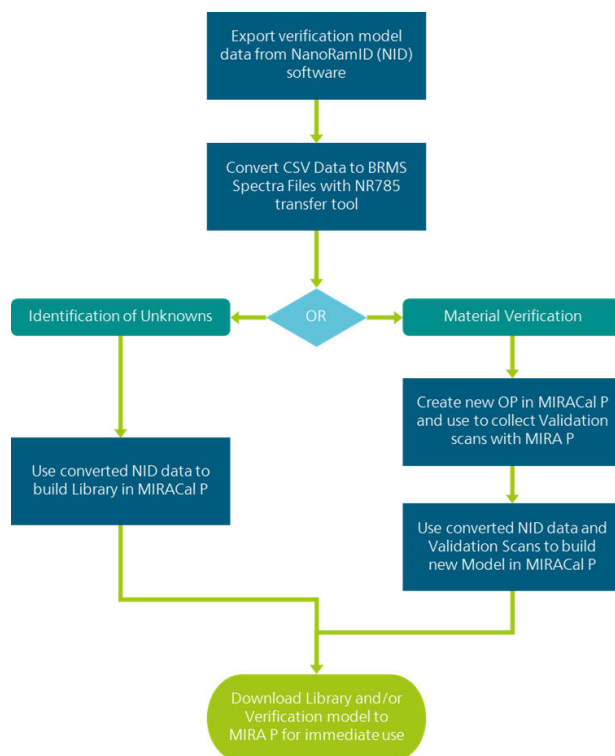 Export verification model
data from NanoRamID (NID)
software
Convert CSV Data to BRMS
Spectra Files with NR785
transfer tool
Identification of Unknowns
OR
Material Verification
Create new OP in MIRACal P
and use to collect Validation
scans with MIRA P
Use converted NID data to
build Library in MIRACal P
Use converted NID data and
Validation Scans to build
new Model in MIRACal P
Download Library and/or
Verification model to
MIRA P for immediate use